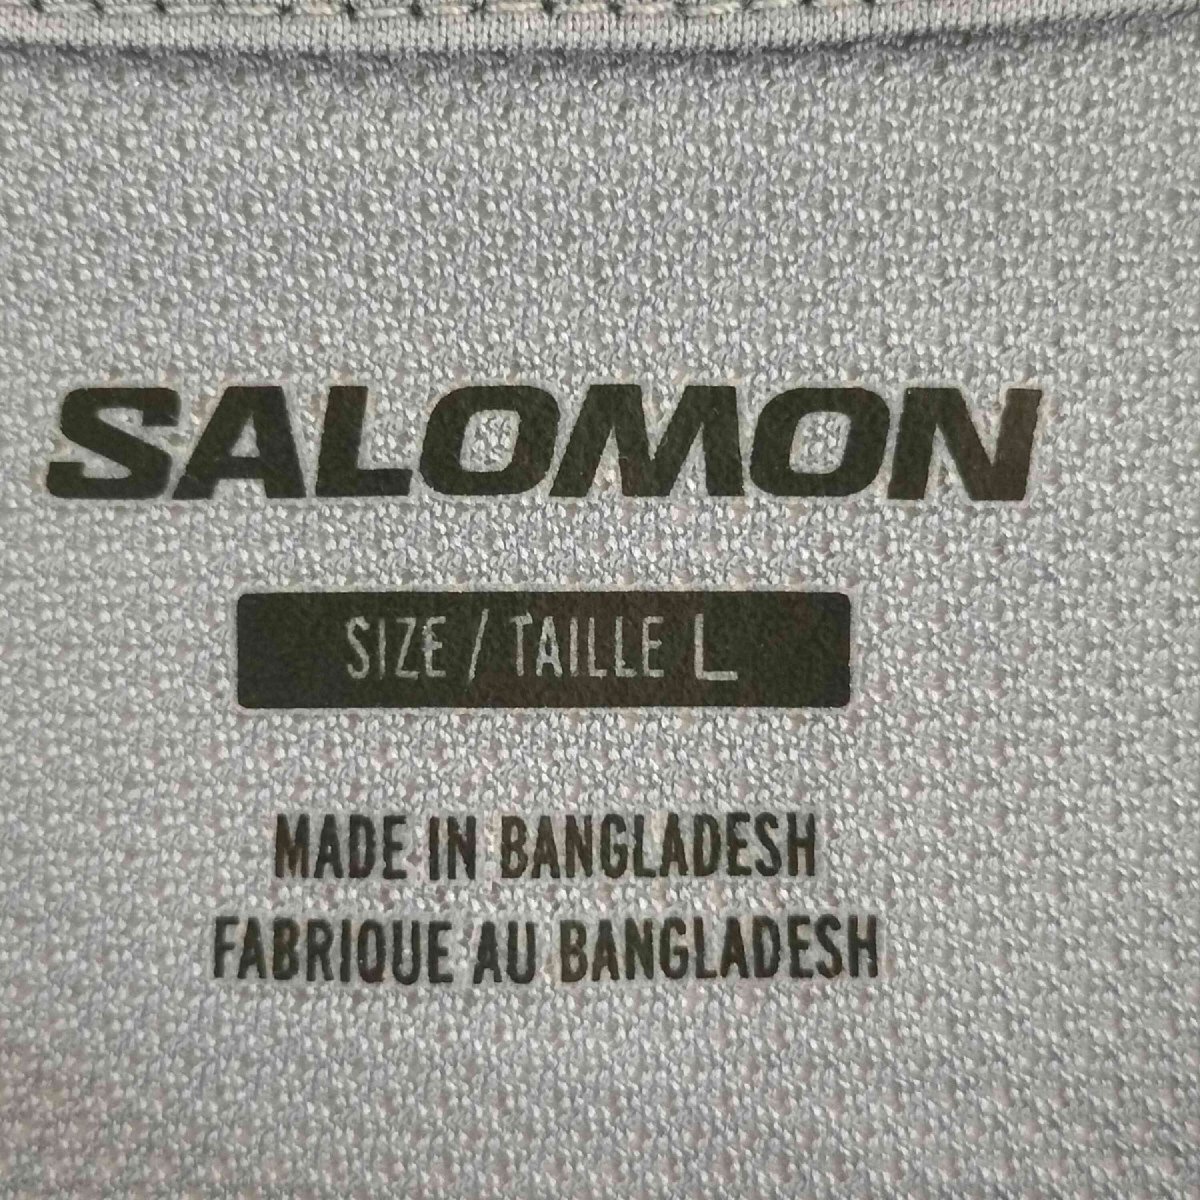 SALOMON
SIZE / TAILLE L
MADE IN BANGLADESH
FABRIQUE AU BANGLADESH